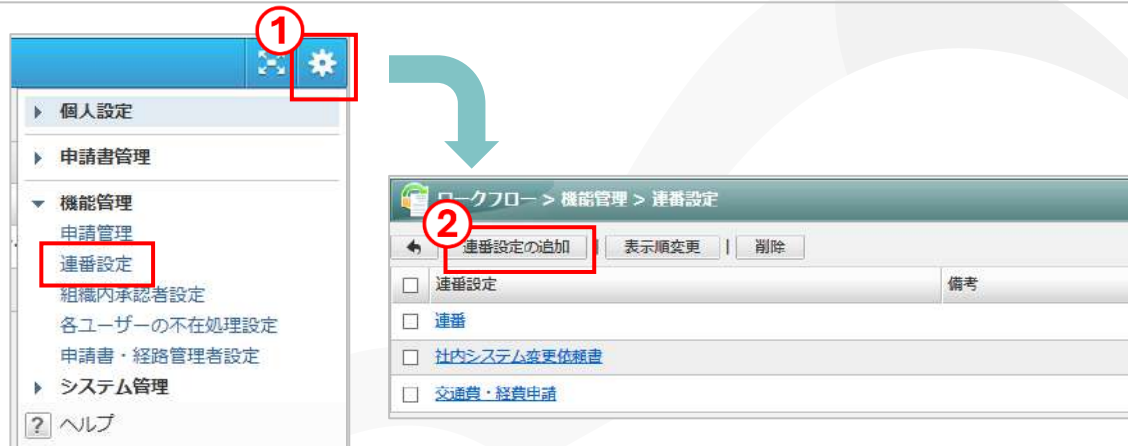 ①
個人設定
申請書管理
機能管理
申請管理
連番設定
組織内承認者設定
各ユーザーの不在処理設定
申請書・経路管理者設定
システム管理
? ヘルプ
ワークフロー > 機能管理 > 連番設定
②
連番設定の追加 | 表示順変更 | 削除
連番設定 備考
連番
社内システム変更依頼書
交通費・経費申請